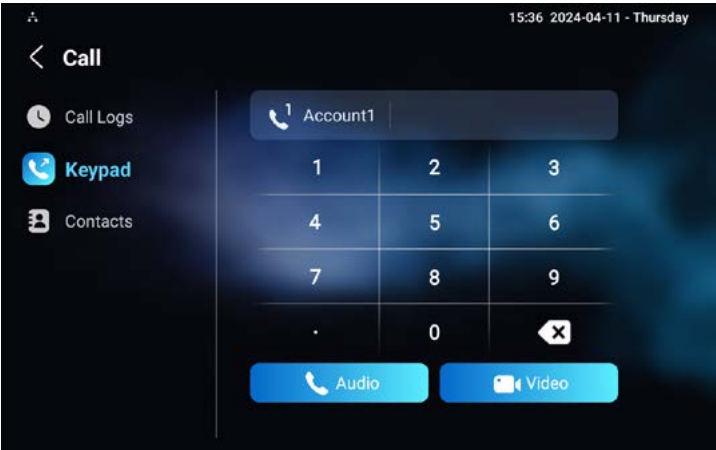 15:36 2024-04-11 - Thursday
Call
Call Logs
Keypad
Contacts
1 Account1
1 2 3
4 5 6
7 8 9
. 0
Audio Video